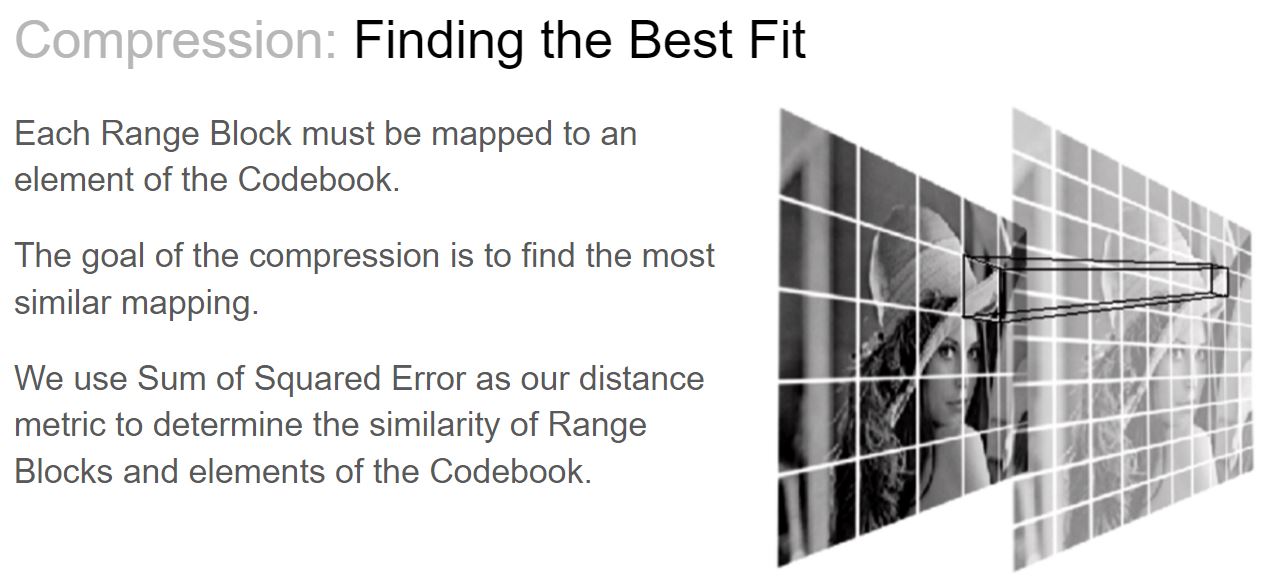 Compression: Finding the Best Fit
Each Range Block must be mapped to an
element of the Codebook.
The goal of the compression is to find the most
similar mapping.
We use Sum of Squared Error as our distance
metric to determine the similarity of Range
Blocks and elements of the Codebook.